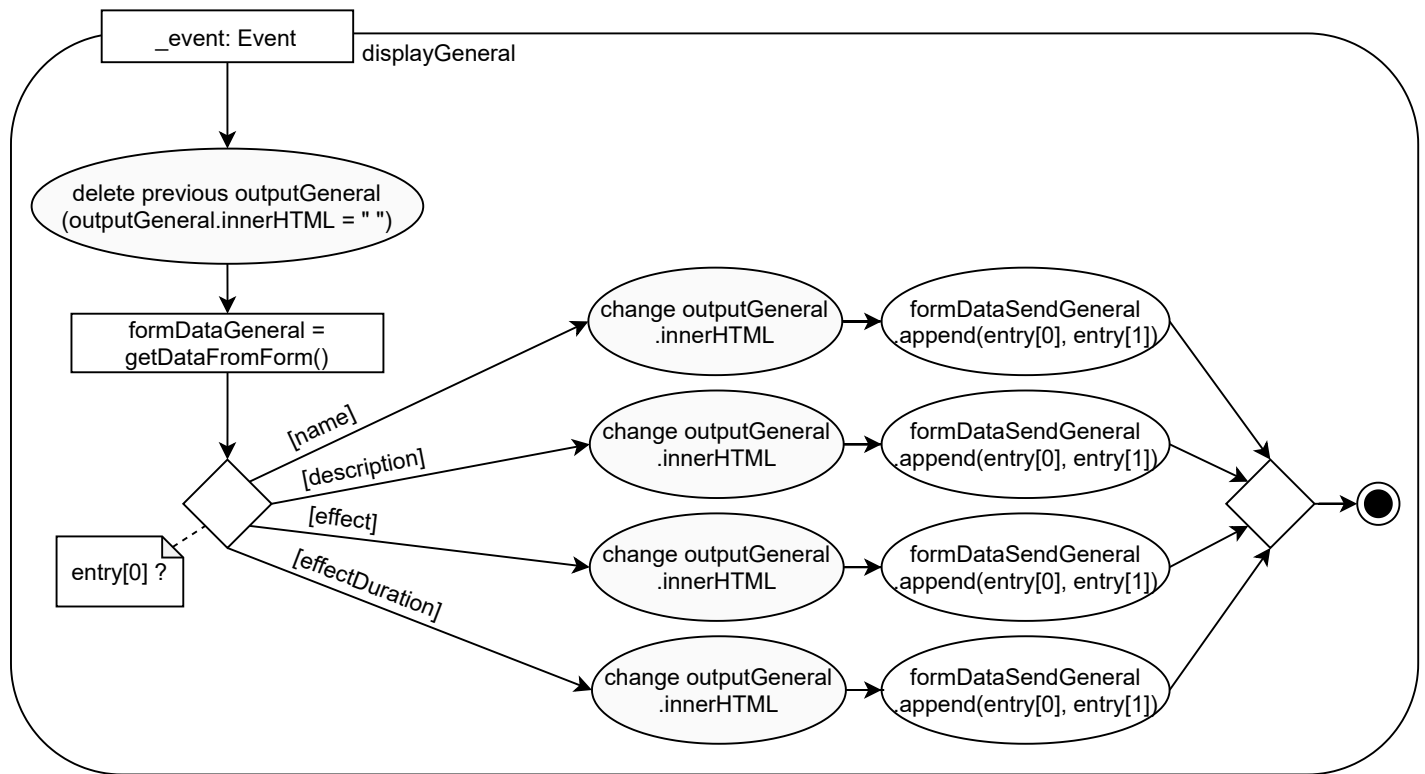 _event: Event
displayGeneral
delete previous outputGeneral
(outputGeneral.innerHTML = " ")
formDataGeneral =
getDataFromForm()
entry[0] ?
[name]
change outputGeneral
.innerHTML
formDataSendGeneral
.append(entry[0], entry[1])
[description]
change outputGeneral
.innerHTML
formDataSendGeneral
.append(entry[0], entry[1])
[effect]
change outputGeneral
.innerHTML
formDataSendGeneral
.append(entry[0], entry[1])
[effectDuration]
change outputGeneral
.innerHTML
formDataSendGeneral
.append(entry[0], entry[1])